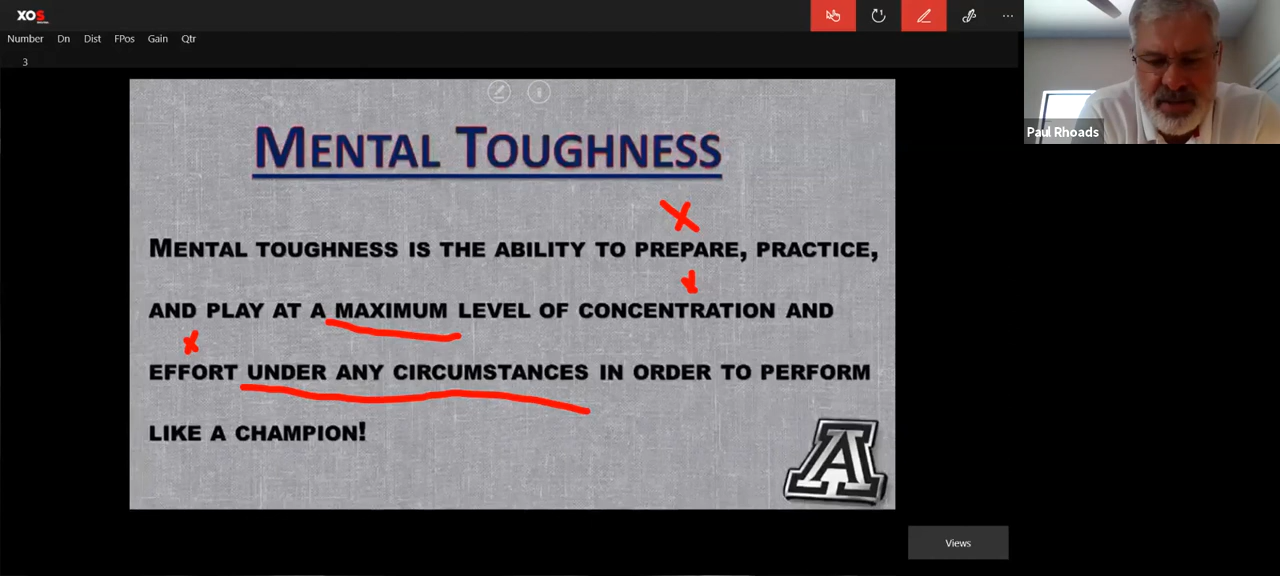 XOS
Number Dn Dist FPos Gain Qtr
3
Paul Rhoads
MENTAL TOUGHNESS
MENTAL TOUGHNESS IS THE ABILITY TO PREPARE, PRACTICE,
AND PLAY AT A MAXIMUM LEVEL OF CONCENTRATION AND
EFFORT UNDER ANY CIRCUMSTANCES IN ORDER TO PERFORM
LIKE A CHAMPION!
A
Views